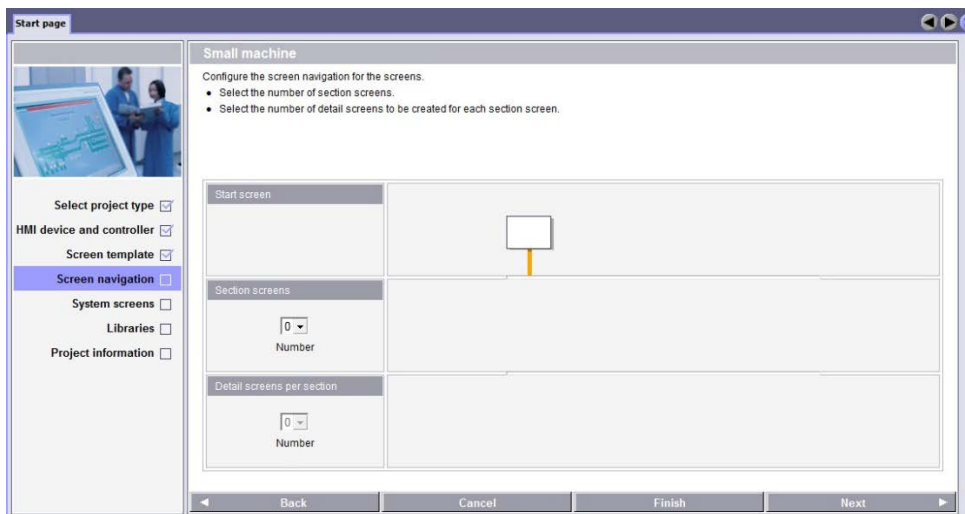 Start page
Small machine
Configure the screen navigation for the screens.
• Select the number of section screens.
• Select the number of detail screens to be created for each section screen.
Select project type
HMI device and controller
Screen template
Screen navigation
System screens
Libraries
Project information
Start screen
Section screens
0
Number
Detail screens per section
0
Number
Back
Cancel
Finish
Next